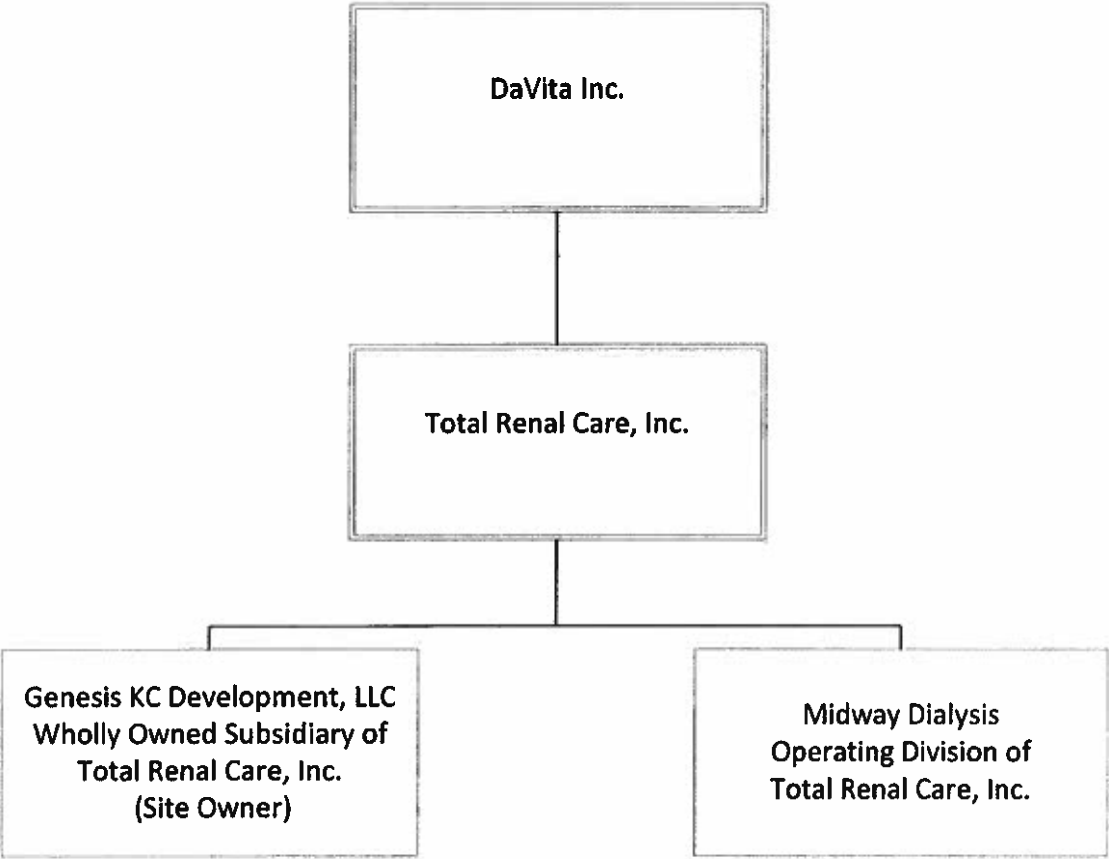 DaVita Inc.
Total Renal Care, Inc.
Genesis KC Development, LLC
Wholly Owned Subsidiary of
Total Renal Care, Inc.
(Site Owner)
Midway Dialysis
Operating Division of
Total Renal Care, Inc.